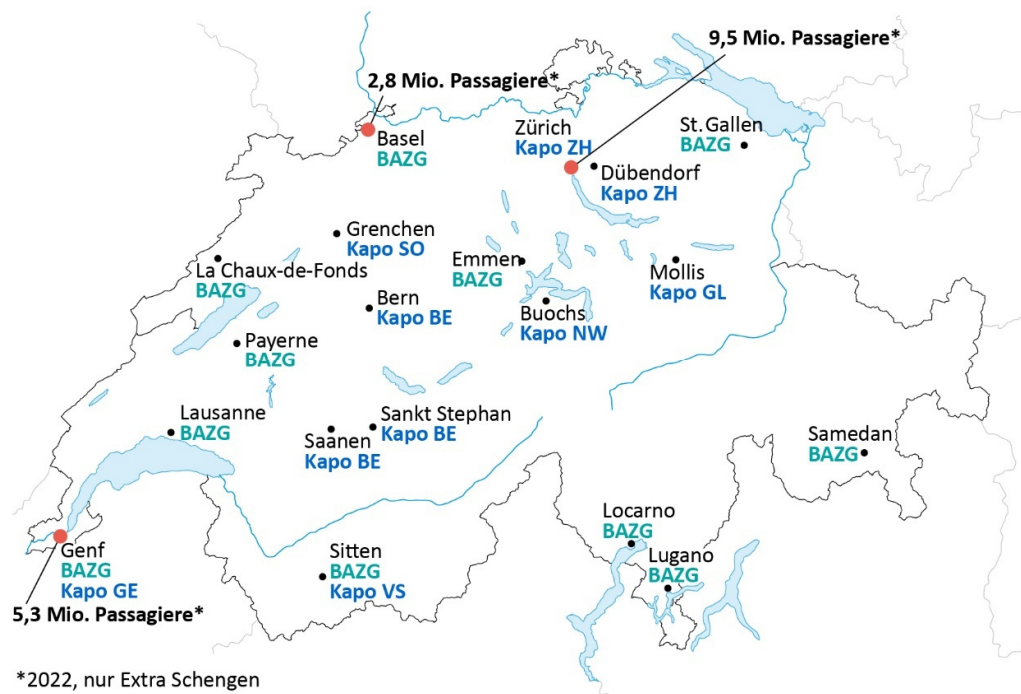 9,5 Mio. Passagiere*
2,8 Mio. Passagiere*
Basel
BAZG
Zürich
Kapo ZH
St.Gallen
BAZG
Dübendorf
Kapo ZH
Grenchen
Kapo SO
La Chaux-de-Fonds
BAZG
Emmen
BAZG
Mollis
Kapo GL
Bern
Kapo BE
Buochs
Kapo NW
Payerne
BAZG
Lausanne
BAZG
Saanen
Kapo BE
Sankt Stephan
Kapo BE
Samedan
BAZG
Locarno
BAZG
Lugano
BAZG
Genf
BAZG
Kapo GE
5,3 Mio. Passagiere*
Sitten
BAZG
Kapo VS
*2022, nur Extra Schengen